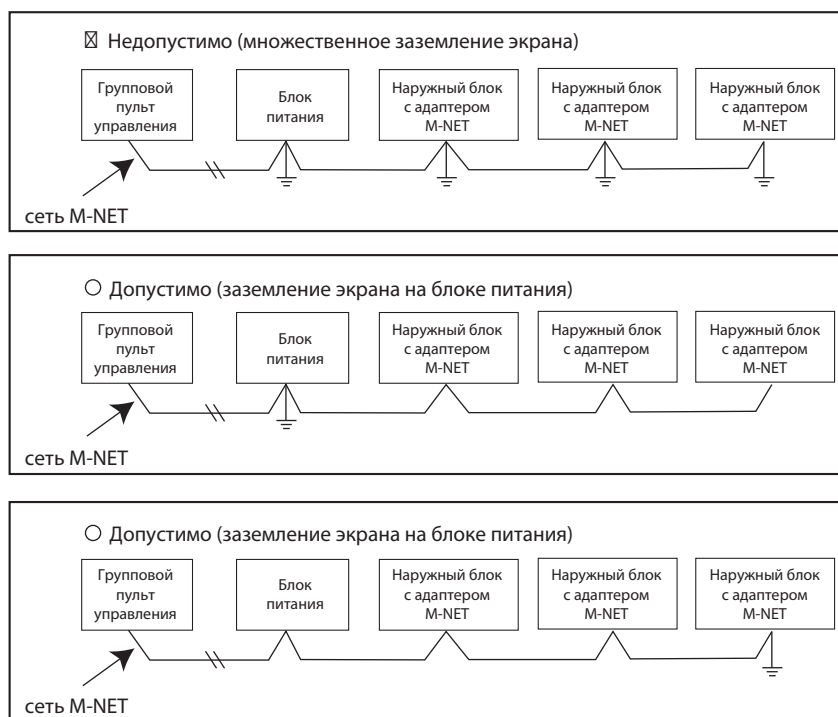 ☒ Недопустимо (множественное заземление экрана)
Групповой
пульт
управления
Блок
питания
Наружный блок
с адаптером
M-NET
Наружный блок
с адаптером
M-NET
Наружный блок
с адаптером
M-NET
сеть M-NET
○ Допустимо (заземление экрана на блоке питания)
Групповой
пульт
управления
Блок
питания
Наружный блок
с адаптером
M-NET
Наружный блок
с адаптером
M-NET
Наружный блок
с адаптером
M-NET
сеть M-NET
○ Допустимо (заземление экрана на блоке питания)
Групповой
пульт
управления
Блок
питания
Наружный блок
с адаптером
M-NET
Наружный блок
с адаптером
M-NET
Наружный блок
с адаптером
M-NET
сеть M-NET